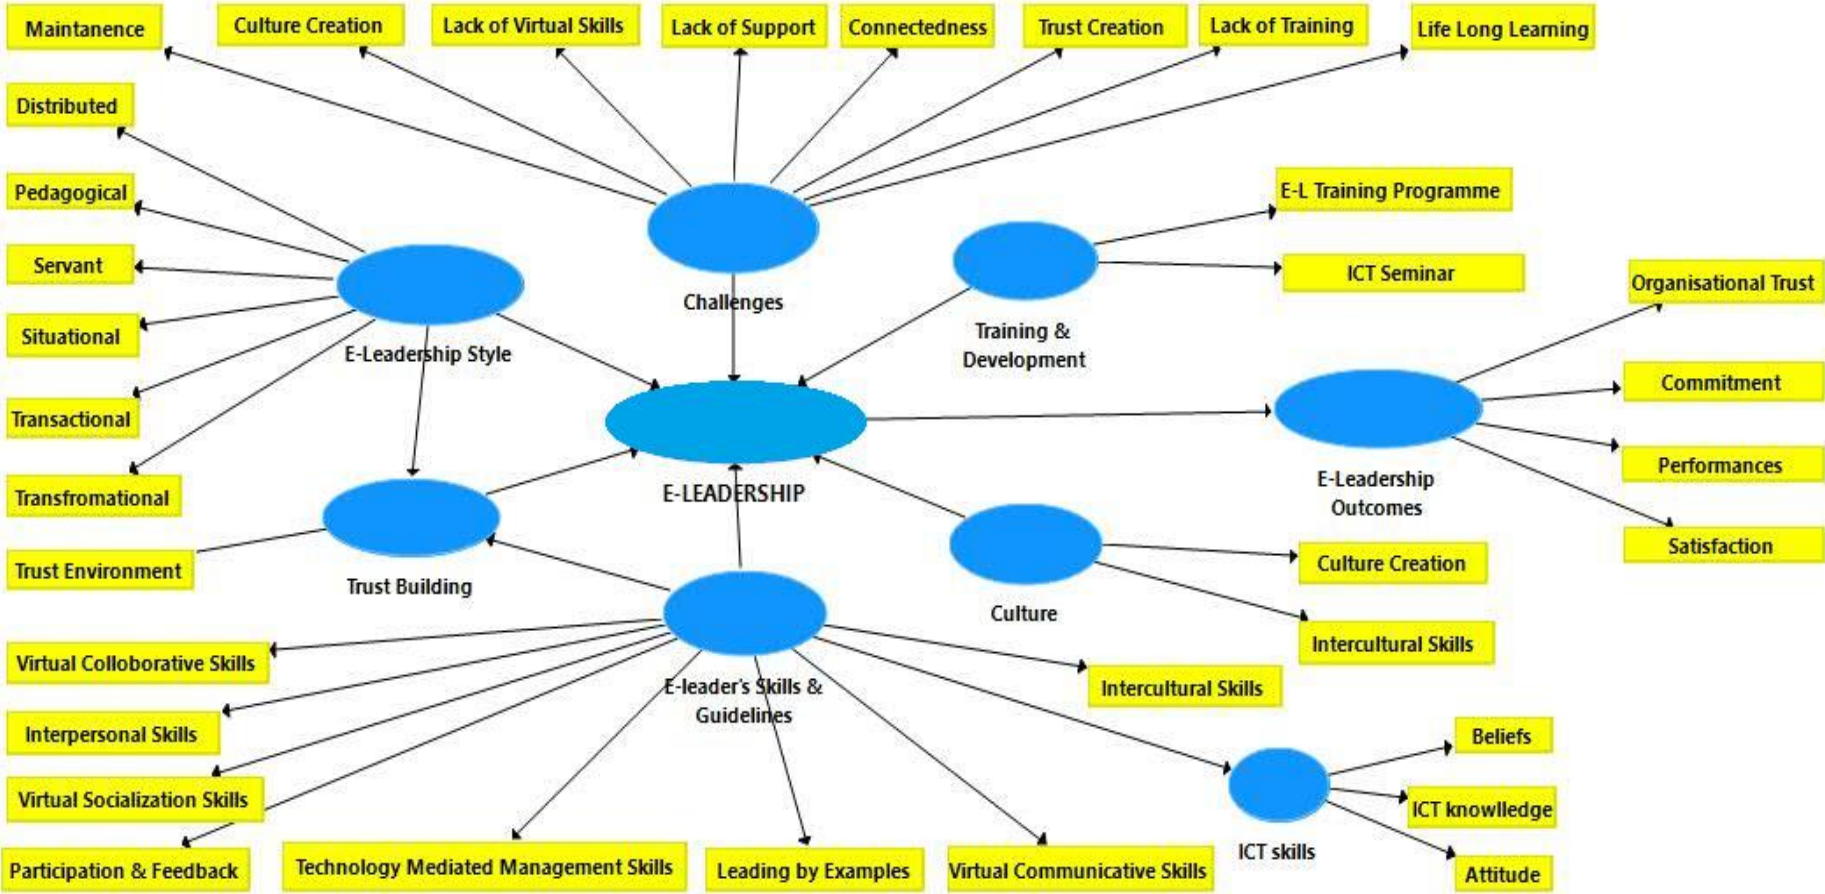 Maintanence
Culture Creation
Lack of Virtual Skills
Lack of Support
Connectedness
Trust Creation
Lack of Training
Life Long Learning
Distributed
Pedagogical
Servant
Situational
Transactional
Transfromational
Trust Environment
E-Leadership Style
Challenges
Training &
Development
E-L Training Programme
ICT Seminar
Organisational Trust
Commitment
Performances
Satisfaction
E-Leadership
Outcomes
E-LEADERSHIP
Trust Building
Culture
Culture Creation
Intercultural Skills
E-leader's Skills &
Guidelines
Virtual Colloborative Skills
Interpersonal Skills
Virtual Socialization Skills
Participation & Feedback
Technology Mediated Management Skills
Leading by Examples
Virtual Communicative Skills
Intercultural Skills
ICT skills
Beliefs
ICT knowlledge
Attitude